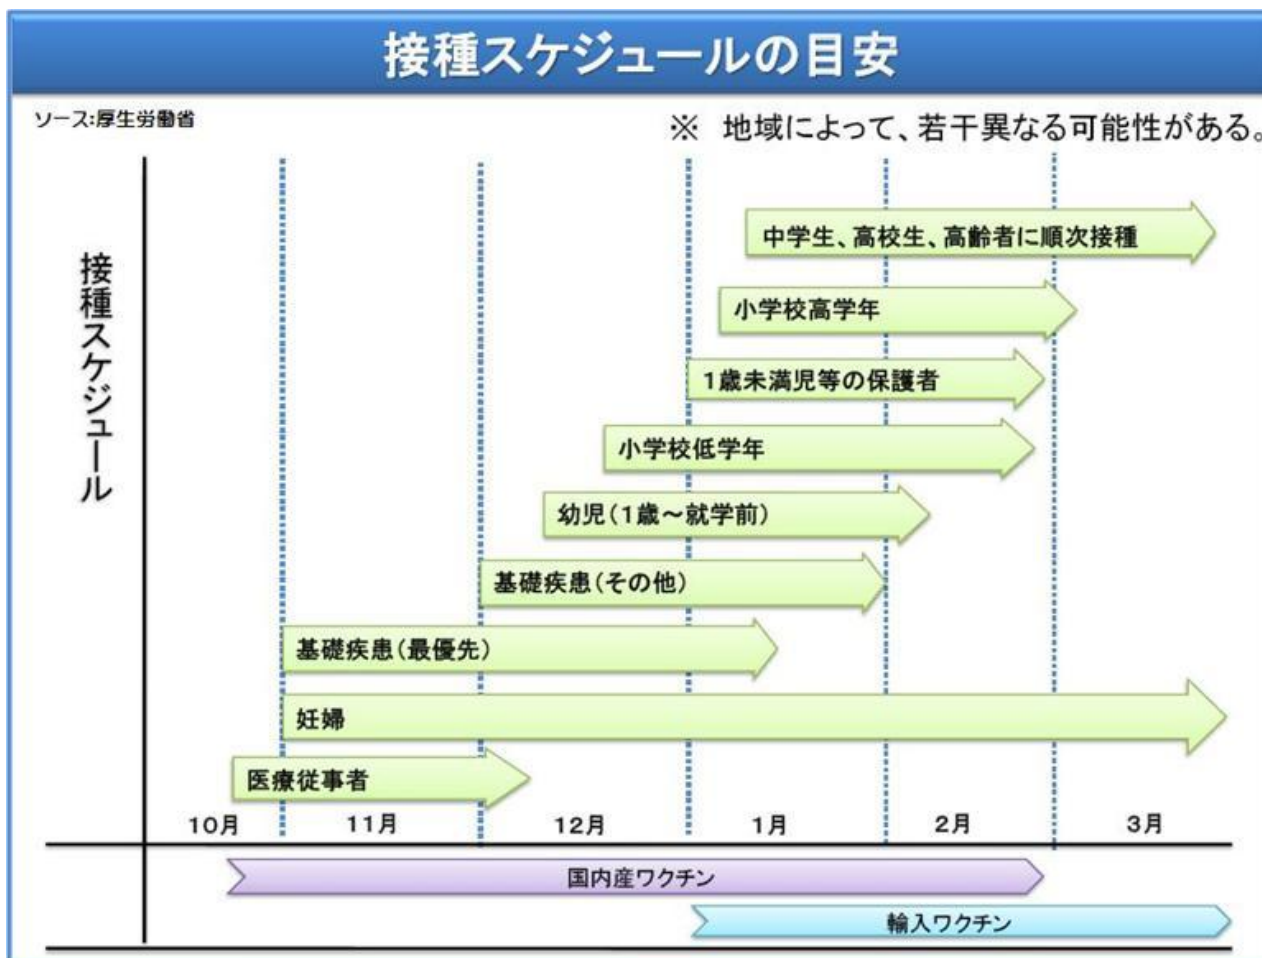 接種スケジュールの目安
ソース:厚生労働省
※ 地域によって、若干異なる可能性がある。
接種スケジュール
中学生、高校生、高齢者に順次接種
小学校高学年
1歳未満児等の保護者
小学校低学年
幼児(1歳~就学前)
基礎疾患(その他)
基礎疾患(最優先)
妊婦
医療従事者
10月 11月 12月 1月 2月 3月
国内産ワクチン
輸入ワクチン